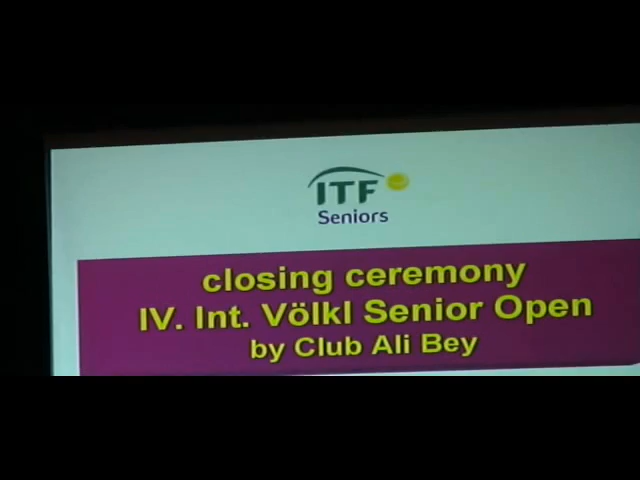 ITF
Seniors
closing ceremony
IV. Int. Völkl Senior Open
by Club Ali Bey